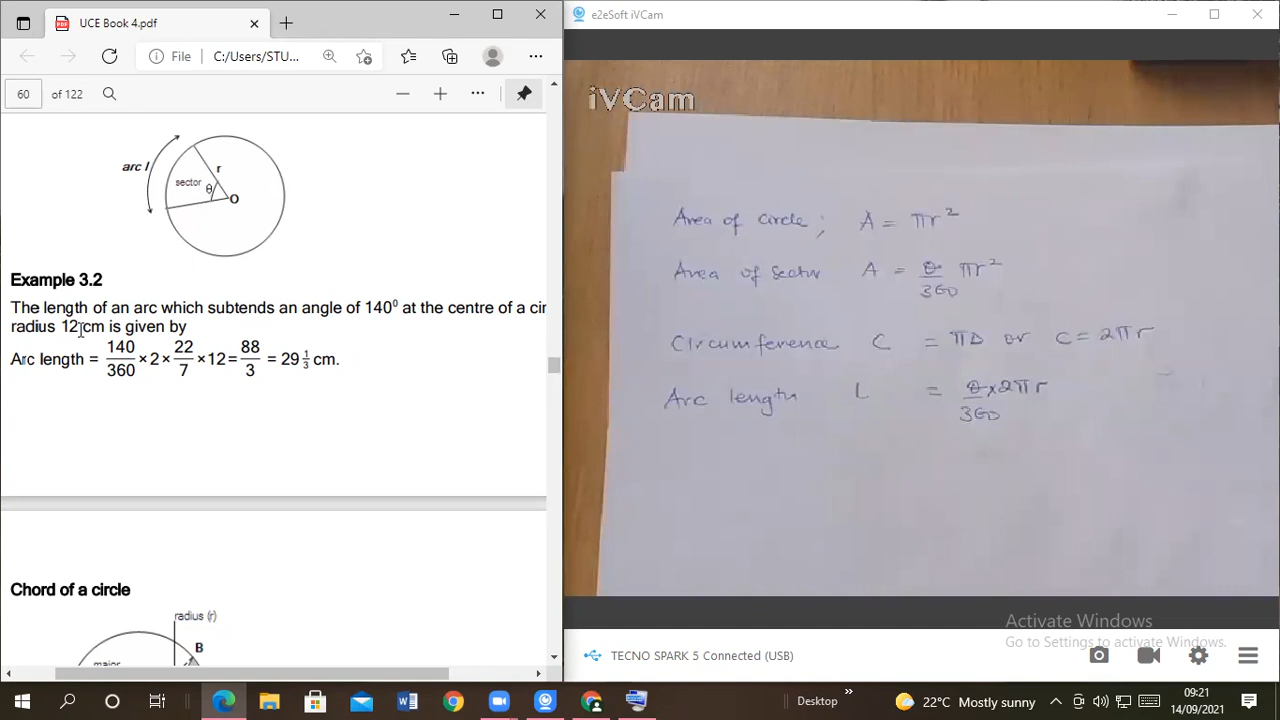 UCE Book 4.pdf
File
C:/Users/STU...
60 of 122
arc l
r
sector
θ
O
Example 3.2
The length of an arc which subtends an angle of 140⁰ at the centre of a cir
radius 12 cm is given by
Arc length = 140/360 × 2 × 22/7 × 12 = 88/3 = 29 1/3 cm.
Chord of a circle
radius (r)
B
major
e2eSoft iVCam
iVCam
Area of circle; A = πr²
Area of sector A = θ/360 πr²
Circumference C = πD or C = 2πr
Arc length L = θ/360 × 2πr
Activate Windows
Go to Settings to activate Windows.
TECNO SPARK 5 Connected (USB)
Desktop
22°C Mostly sunny
09:21
14/09/2021